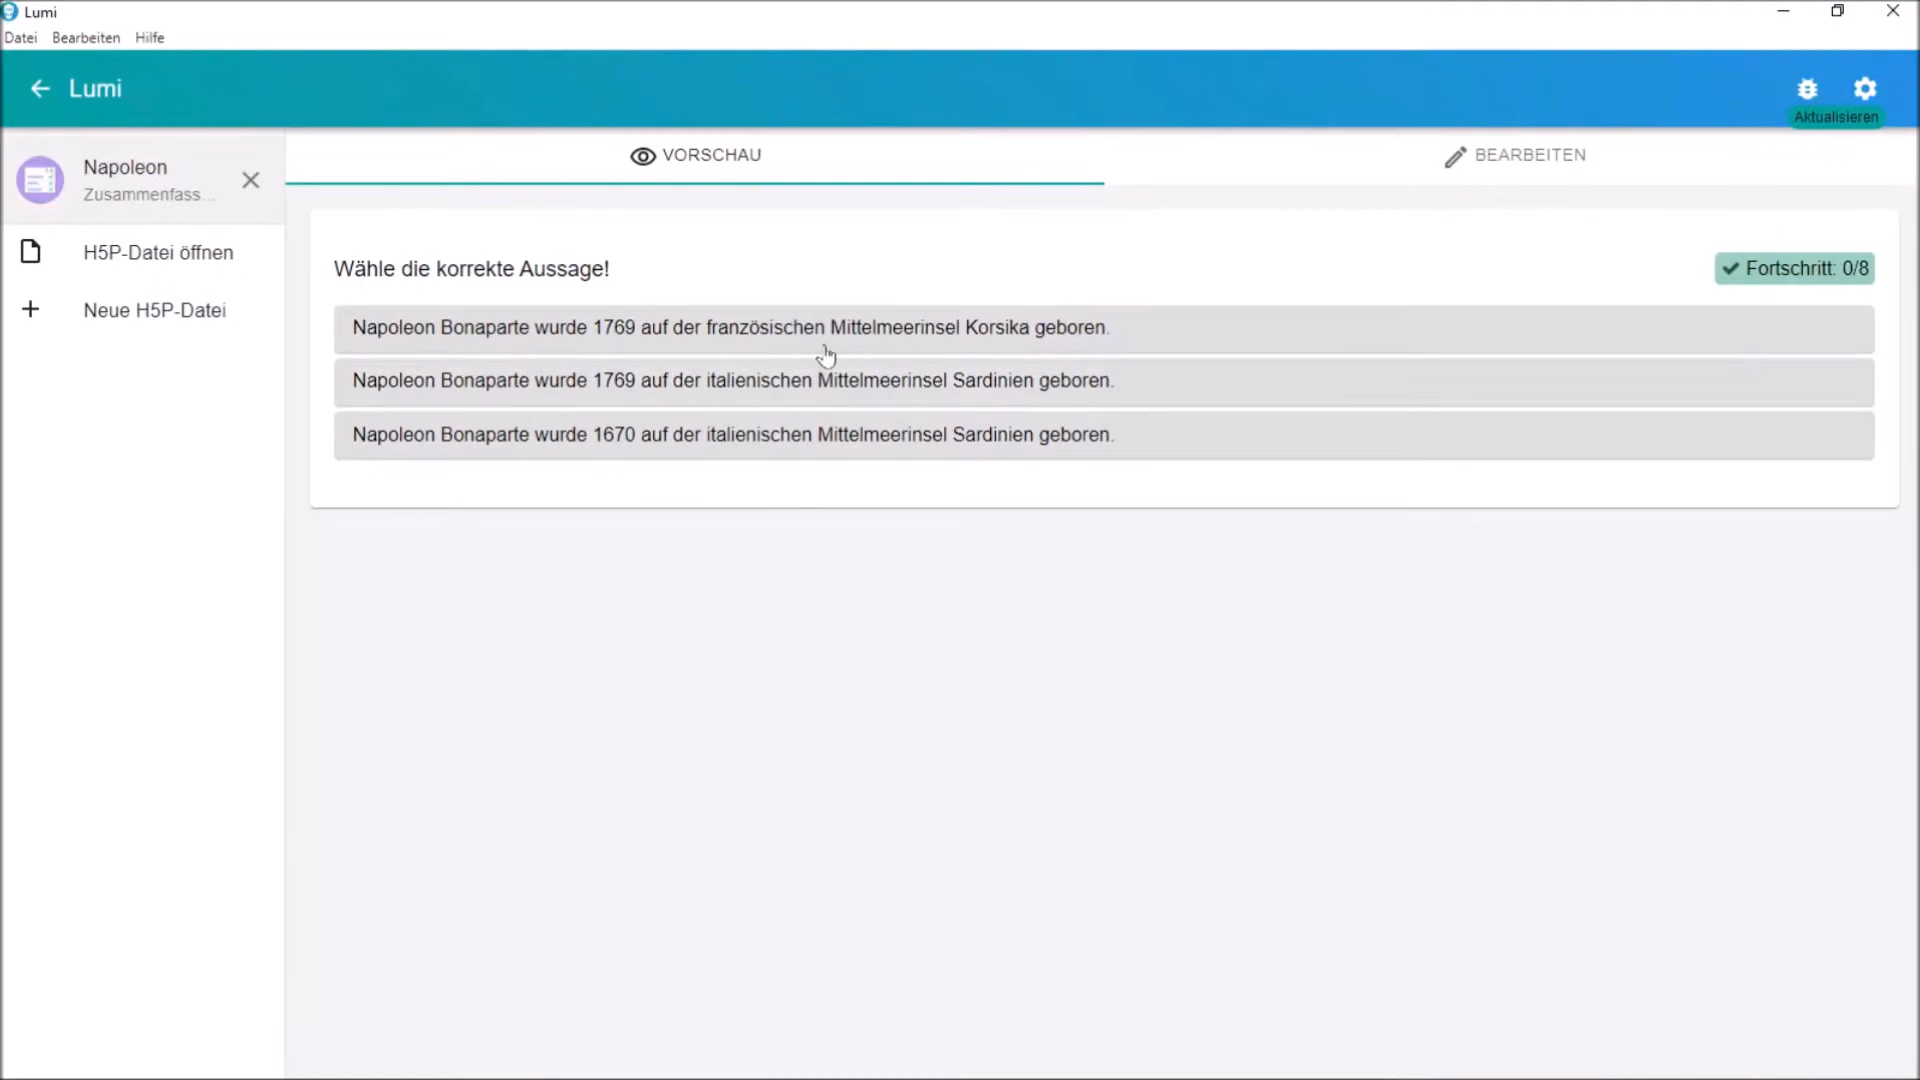 Lumi
Datei Bearbeiten Hilfe
Lumi
Aktualisieren
Napoleon
Zusammenfass...
VORSCHAU
BEARBEITEN
H5P-Datei öffnen
Neue H5P-Datei
Wähle die korrekte Aussage!
Fortschritt: 0/8
Napoleon Bonaparte wurde 1769 auf der französischen Mittelmeerinsel Korsika geboren.
Napoleon Bonaparte wurde 1769 auf der italienischen Mittelmeerinsel Sardinien geboren.
Napoleon Bonaparte wurde 1670 auf der italienischen Mittelmeerinsel Sardinien geboren.